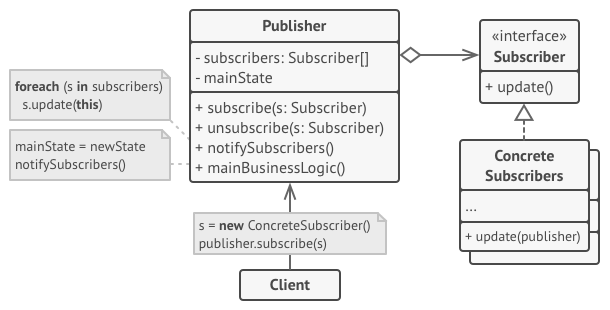 Publisher
- subscribers: Subscriber[]
- mainState
+ subscribe(s: Subscriber)
+ unsubscribe(s: Subscriber)
+ notifySubscribers()
+ mainBusinessLogic()
foreach (s in subscribers)
s.update(this)
mainState = newState
notifySubscribers()
«interface»
Subscriber
+ update()
Concrete
Subscribers
...
+ update(publisher)
s = new ConcreteSubscriber()
publisher.subscribe(s)
Client